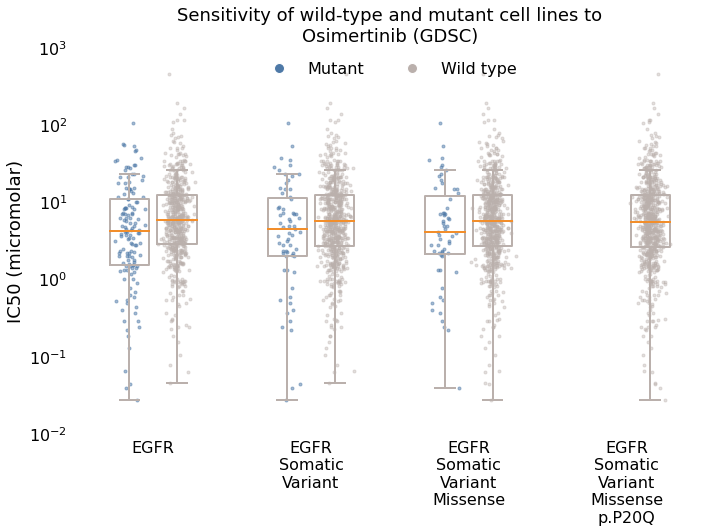 Sensitivity of wild-type and mutant cell lines to
Osimertinib (GDSC)
Mutant
Wild type
IC50 (micromolar)
10³
10²
10¹
10⁰
10⁻¹
10⁻²
EGFR
EGFR
Somatic
Variant
EGFR
Somatic
Variant
Missense
EGFR
Somatic
Variant
Missense
p.P20Q